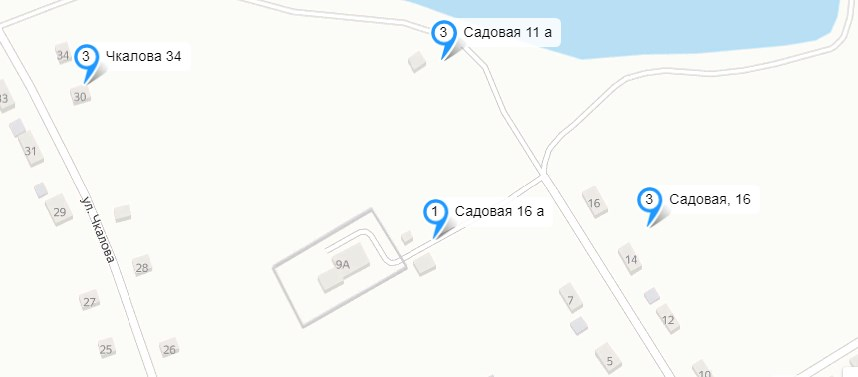 3 Садовая 11 а
34
3 Чкалова 34
30
33
31
29
ул. Чкалова
28
27
25
26
1 Садовая 16 а
9А
16
3 Садовая, 16
14
7
12
5
10